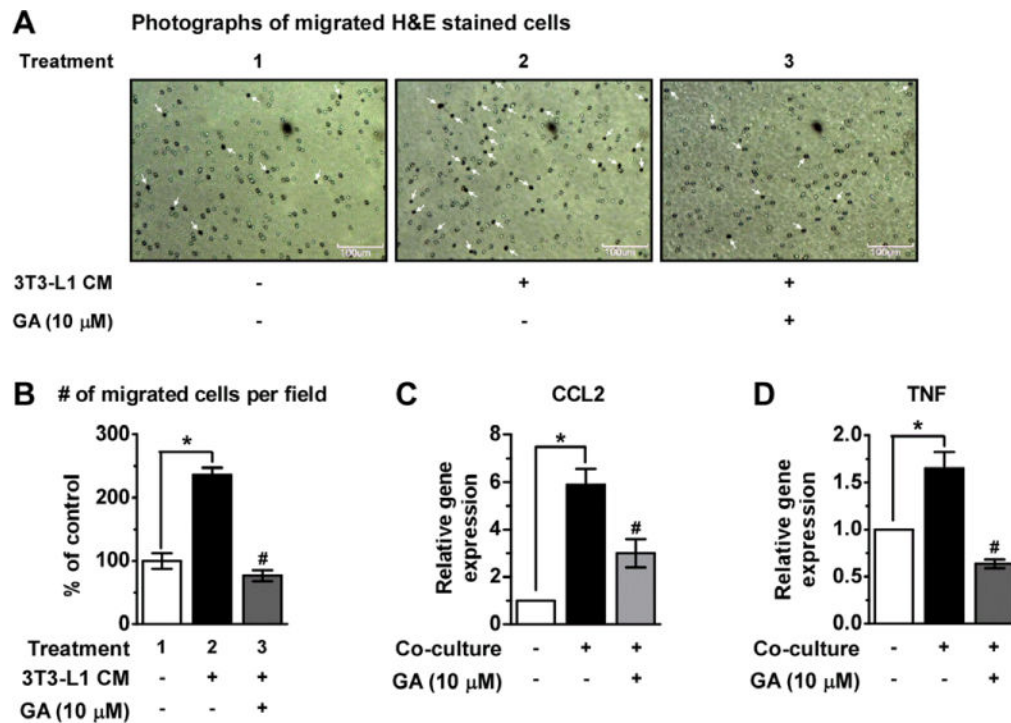 A Photographs of migrated H&E stained cells
Treatment 1 2 3
100um 100um 100um
3T3-L1 CM - + +
GA (10 μM) - - +
B # of migrated cells per field
% of control
300
200
100
0
*
#
Treatment 1 2 3
3T3-L1 CM - + +
GA (10 μM) - - +
C CCL2
Relative gene
expression
8
6
4
2
0
*
#
Co-culture - + +
GA (10 μM) - - +
D TNF
Relative gene
expression
2.0
1.5
1.0
0.5
0.0
*
#
Co-culture - + +
GA (10 μM) - - +